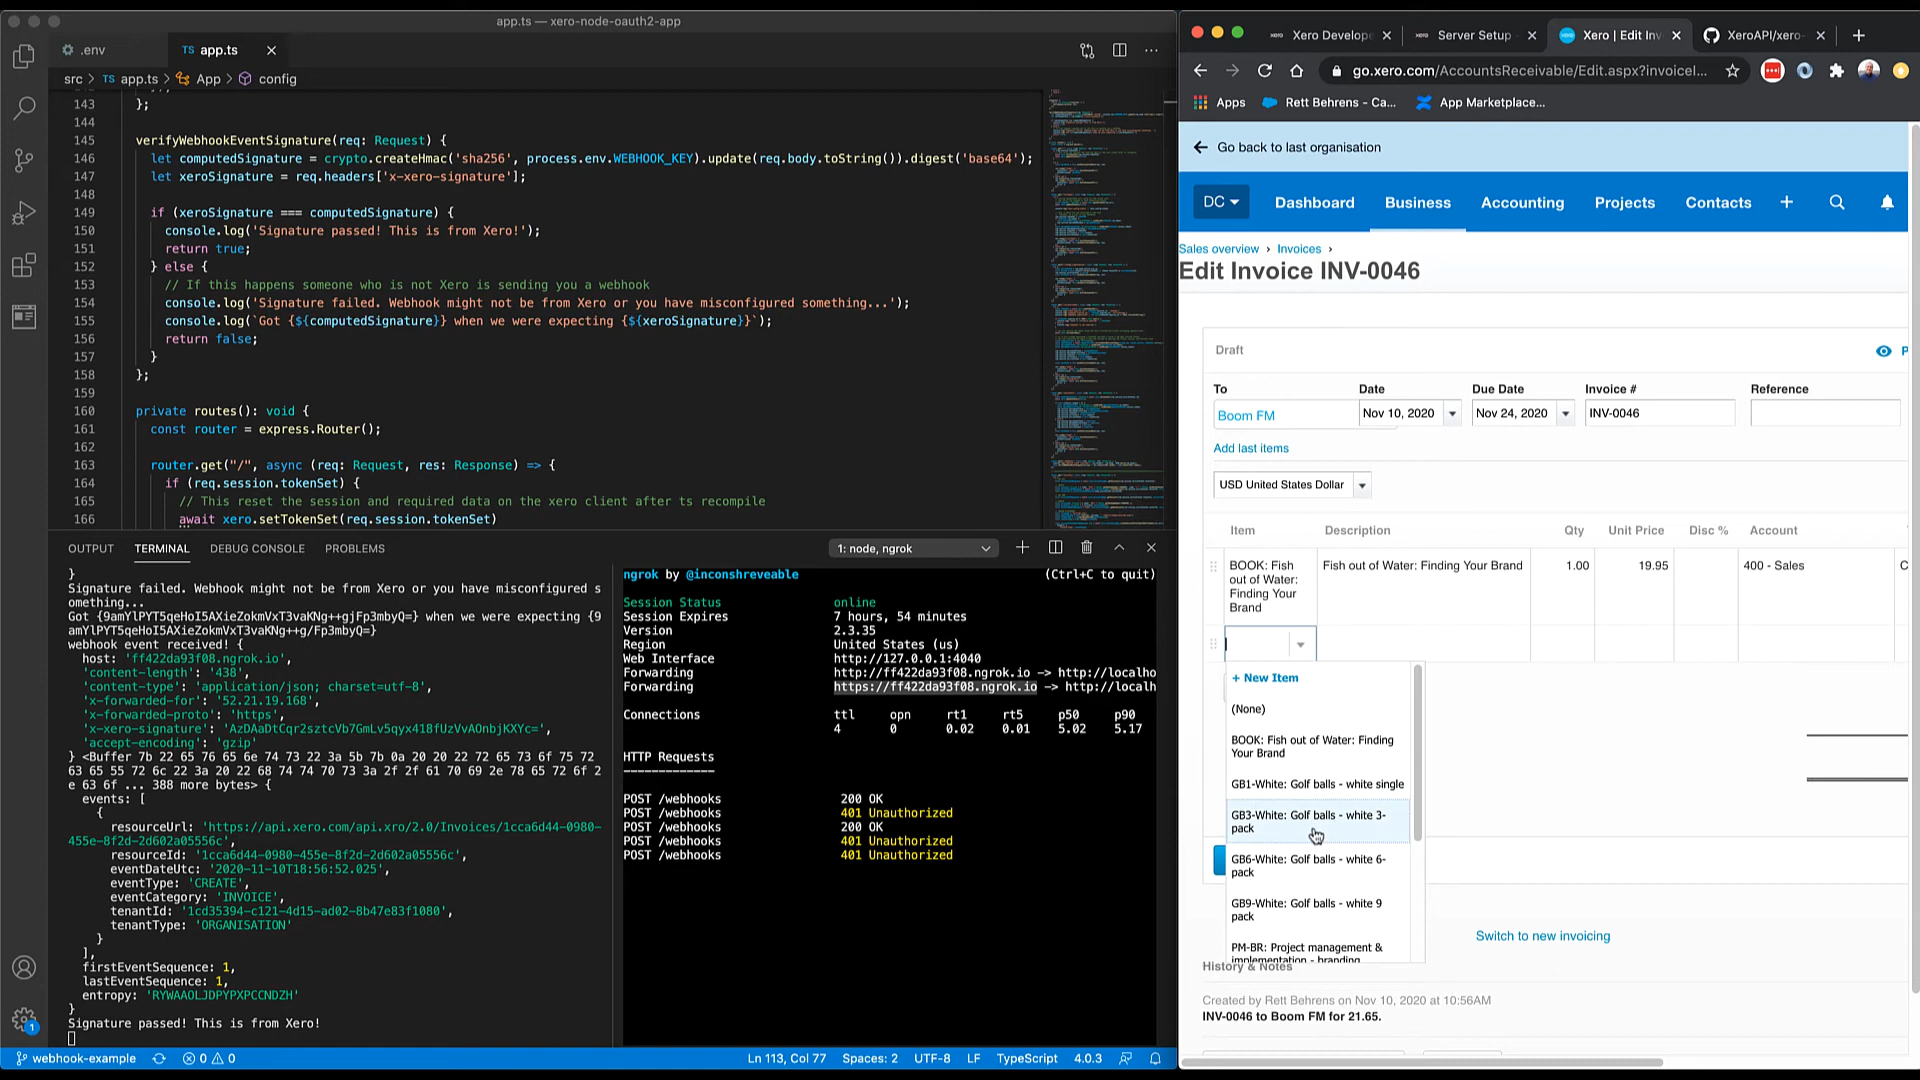 app.ts — xero-node-oauth2-app
.env
TS app.ts
src > TS app.ts > App > config
143 };
144
145 verifyWebhookEventSignature(req: Request) {
146 let computedSignature = crypto.createHmac('sha256', process.env.WEBHOOK_KEY).update(req.body.toString()).digest('base64');
147 let xeroSignature = req.headers['x-xero-signature'];
148
149 if (xeroSignature === computedSignature) {
150 console.log('Signature passed! This is from Xero!');
151 return true;
152 } else {
153 // If this happens someone who is not Xero is sending you a webhook
154 console.log('Signature failed. Webhook might not be from Xero or you have misconfigured something...');
155 console.log(`Got {${computedSignature}} when we were expecting {${xeroSignature}}`);
156 return false;
157 }
158 };
159
160 private routes(): void {
161 const router = express.Router();
162
163 router.get("/", async (req: Request, res: Response) => {
164 if (req.session.tokenSet) {
165 // This reset the session and required data on the xero client after ts recompile
166 await xero.setTokenSet(req.session.tokenSet)
OUTPUT TERMINAL DEBUG CONSOLE PROBLEMS
1: node, ngrok
}
Signature failed. Webhook might not be from Xero or you have misconfigured s
omething...
Got {9amYlPYT5qeHoI5AXieZokmVxT3vaKNg++gjFp3mbyQ=} when we were expecting {9
amYlPYT5qeHoI5AXieZokmVxT3vaKNg++g/Fp3mbyQ=}
webhook event received! {
host: 'ff422da93f08.ngrok.io',
'content-length': '438',
'content-type': 'application/json; charset=utf-8',
'x-forwarded-for': '52.21.19.168',
'x-forwarded-proto': 'https',
'x-xero-signature': 'AzDAaDtCqr2sztcVb7GmLv5qyx418fUzVvAOnbjKXYc=',
'accept-encoding': 'gzip'
} <Buffer 7b 22 65 76 65 6e 74 73 22 3a 5b 7b 0a 20 20 22 72 65 73 6f 75 72
63 65 55 72 6c 22 3a 20 22 68 74 74 70 73 3a 2f 2f 61 70 69 2e 78 65 72 6f 2
e 63 6f ... 388 more bytes> {
events: [
{
resourceUrl: 'https://api.xero.com/api.xro/2.0/Invoices/1cca6d44-0980-
455e-8f2d-2d602a05556c',
resourceId: '1cca6d44-0980-455e-8f2d-2d602a05556c',
eventDateUtc: '2020-11-10T18:56:52.025',
eventType: 'CREATE',
eventCategory: 'INVOICE',
tenantId: '1cd35394-c121-4d15-ad02-8b47e83f1080',
tenantType: 'ORGANISATION'
}
],
firstEventSequence: 1,
lastEventSequence: 1,
entropy: 'RYWAAOLJDPYPXPCCNDZH'
}
Signature passed! This is from Xero!
ngrok by @inconshreveable (Ctrl+C to quit)
Session Status online
Session Expires 7 hours, 54 minutes
Version 2.3.35
Region United States (us)
Web Interface http://127.0.0.1:4040
Forwarding http://ff422da93f08.ngrok.io -> http://localho
Forwarding https://ff422da93f08.ngrok.io -> http://localh
Connections ttl opn rt1 rt5 p50 p90
4 0 0.02 0.01 5.02 5.17
HTTP Requests
-------------
POST /webhooks 200 OK
POST /webhooks 401 Unauthorized
POST /webhooks 200 OK
POST /webhooks 401 Unauthorized
POST /webhooks 401 Unauthorized
1
webhook-example 0 0 Ln 113, Col 77 Spaces: 2 UTF-8 LF TypeScript 4.0.3
Xero Develope Server Setup Xero | Edit Inv XeroAPI/xero-
go.xero.com/AccountsReceivable/Edit.aspx?invoiceI...
Apps Rett Behrens - Ca... App Marketplace...
Go back to last organisation
DC Dashboard Business Accounting Projects Contacts
Sales overview › Invoices ›
Edit Invoice INV-0046
Draft P
To Date Due Date Invoice # Reference
Boom FM Nov 10, 2020 Nov 24, 2020 INV-0046
Add last items
USD United States Dollar
Item Description Qty Unit Price Disc % Account
BOOK: Fish
out of Water:
Finding Your
Brand
Fish out of Water: Finding Your Brand 1.00 19.95 400 - Sales
+ New Item
(None)
BOOK: Fish out of Water: Finding
Your Brand
GB1-White: Golf balls - white single
GB3-White: Golf balls - white 3-
pack
GB6-White: Golf balls - white 6-
pack
GB9-White: Golf balls - white 9
pack
PM-BR: Project management &
implementation - branding
Switch to new invoicing
History & Notes
Created by Rett Behrens on Nov 10, 2020 at 10:56AM
INV-0046 to Boom FM for 21.65.